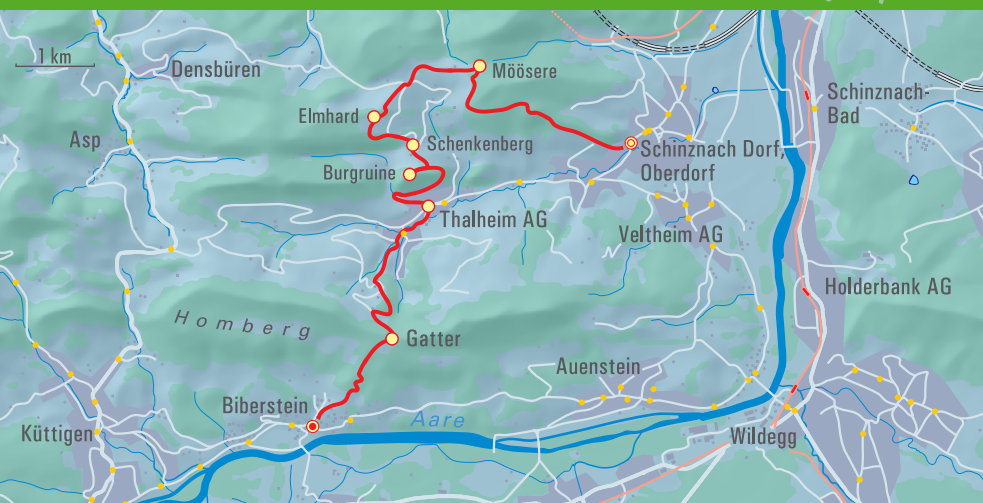 1 km
Densbüren
Möösere
Schinznach-
Bad
Elmhard
Asp
Schenkenberg
Schinznach Dorf,
Oberdorf
Burgruine
Thalheim AG
Veltheim AG
Holderbank AG
Homberg
Gatter
Auenstein
Biberstein
Aare
Küttigen
Wildegg